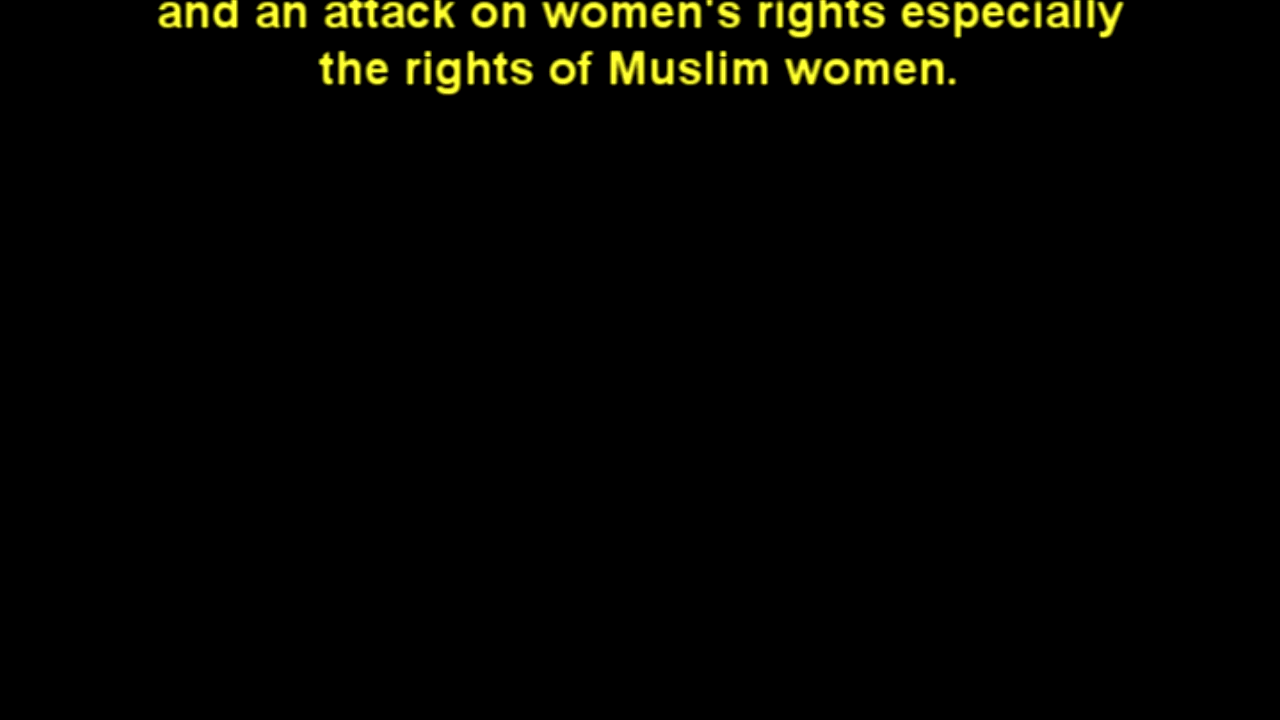 and an attack on women's rights especially
the rights of Muslim women.